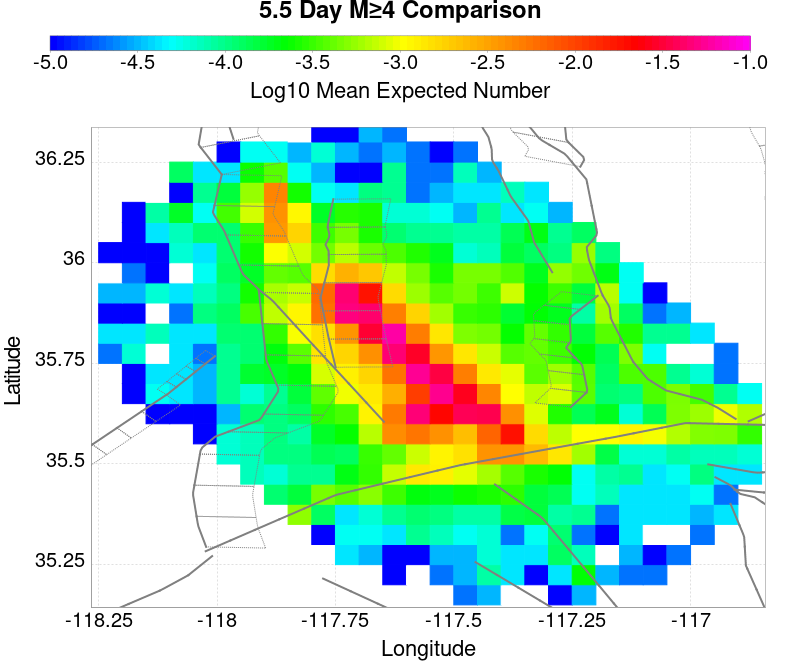 5.5 Day M≥4 Comparison
-5.0 -4.5 -4.0 -3.5 -3.0 -2.5 -2.0 -1.5 -1.0
Log10 Mean Expected Number
36.25
36
35.75
35.5
35.25
Latitude
-118.25 -118 -117.75 -117.5 -117.25 -117
Longitude